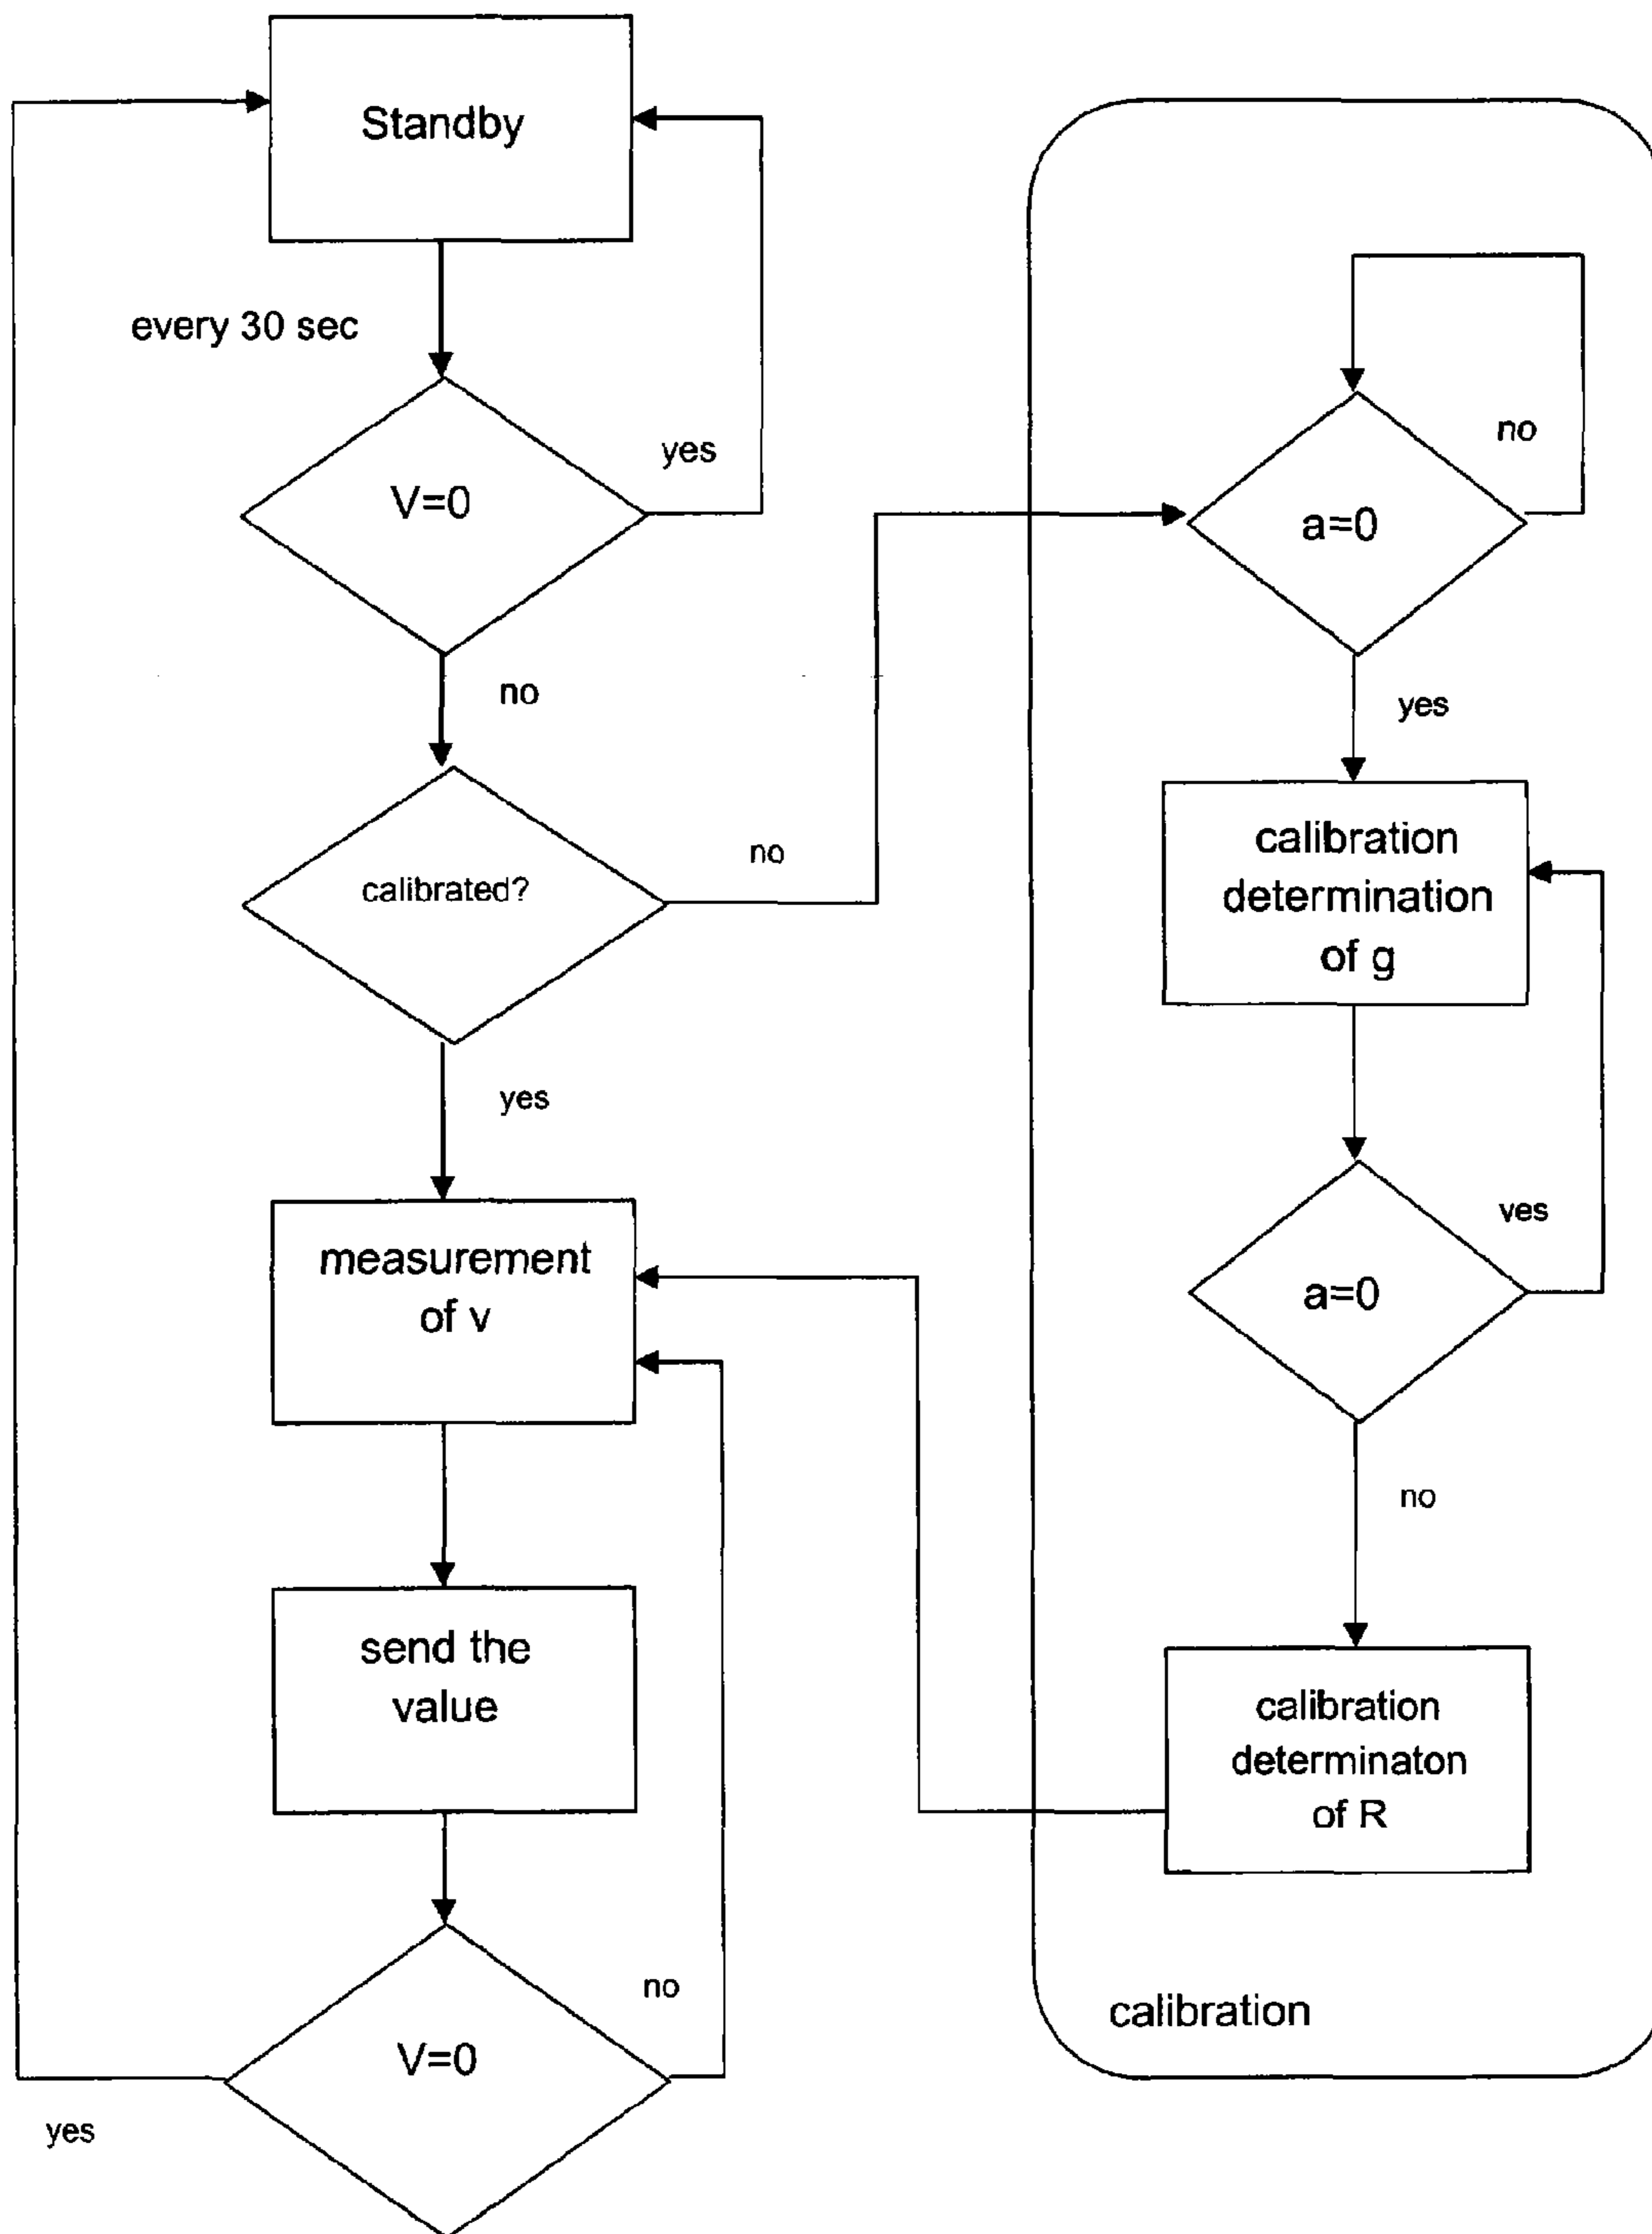 Standby
every 30 sec
V=0
yes
no
calibrated?
no
yes
measurement
of v
send the
value
V=0
no
yes
a=0
no
yes
calibration
determination
of g
a=0
ves
no
calibration
determinaton
of R
calibration